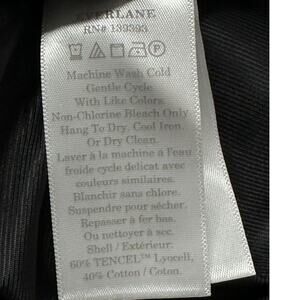 EVERLANE
RN# 139393
Machine Wash Cold
Gentle Cycle
With Like Colors.
Non-Chlorine Bleach Only
Hang To Dry. Cool Iron.
Or Dry Clean.
Laver à la machine à l'eau
froide cycle delicat avec
couleurs similaires.
Blanchir sans chlore.
Suspendre pour sécher.
Repasser à fer bas.
Ou nettoyer à sec.
Shell / Extérieur:
60% TENCEL™ Lyocell,
40% Cotton / Coton.